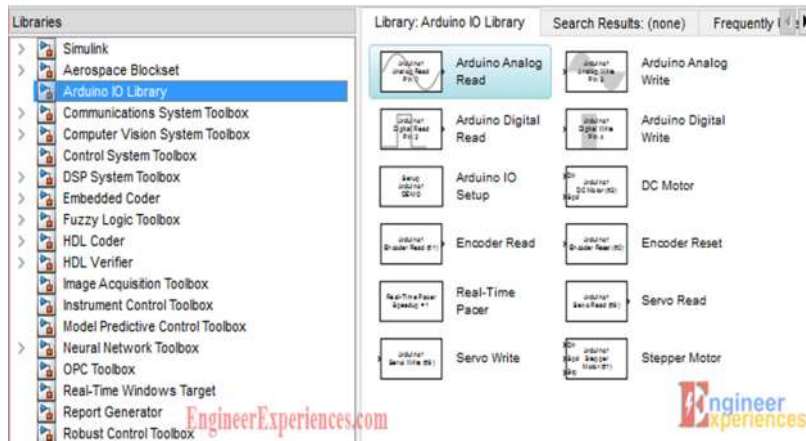 Libraries
Simulink
Aerospace Blockset
Arduino IO Library
Communications System Toolbox
Computer Vision System Toolbox
Control System Toolbox
DSP System Toolbox
Embedded Coder
Fuzzy Logic Toolbox
HDL Coder
HDL Verifier
Image Acquisition Toolbox
Instrument Control Toolbox
Model Predictive Control Toolbox
Neural Network Toolbox
OPC Toolbox
Real-Time Windows Target
Report Generator
Robust Control Toolbox
EngineerExperiences.com
Library: Arduino IO Library
Search Results: (none)
Frequently
Arduino Analog
Read
Arduino Analog
Write
Arduino Digital
Read
Arduino Digital
Write
Arduino IO
Setup
DC Motor
Encoder Read
Encoder Reset
Real-Time
Pacer
Servo Read
Servo Write
Stepper Motor
Engineer
Experiences